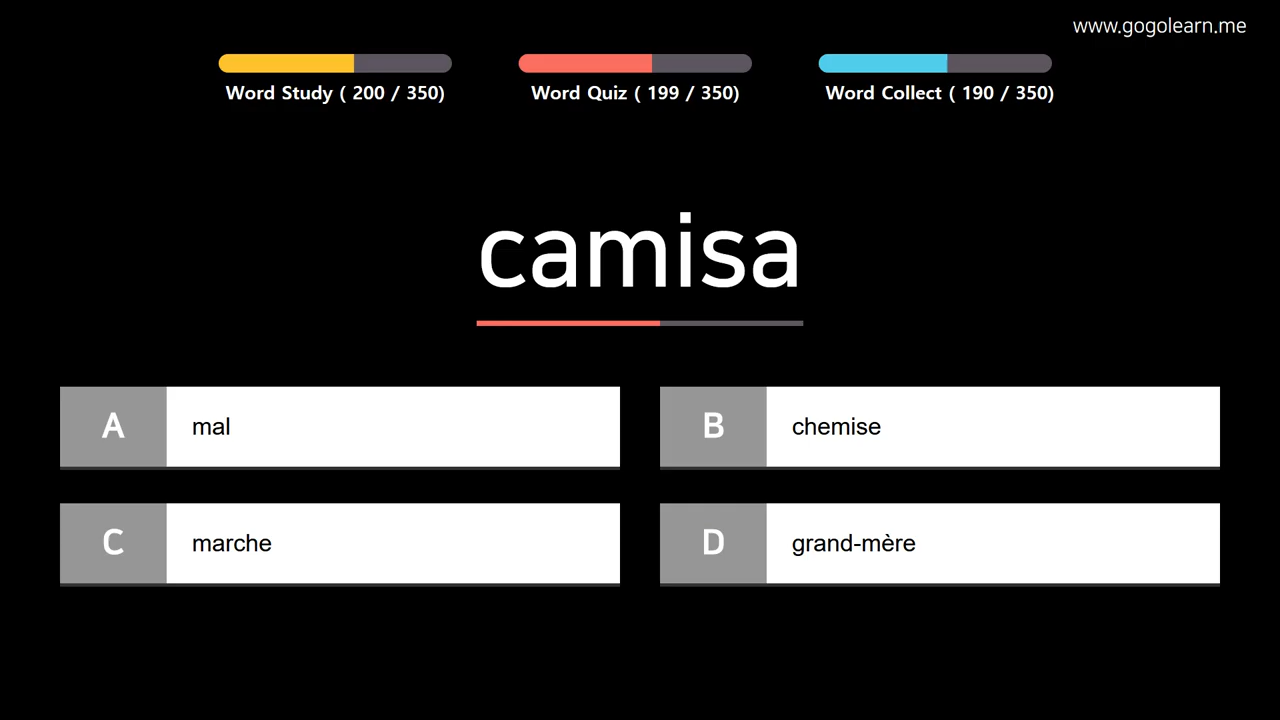 www.gogolearn.me
Word Study ( 200 / 350)
Word Quiz ( 199 / 350)
Word Collect ( 190 / 350)
camisa
A mal
B chemise
C marche
D grand-mère